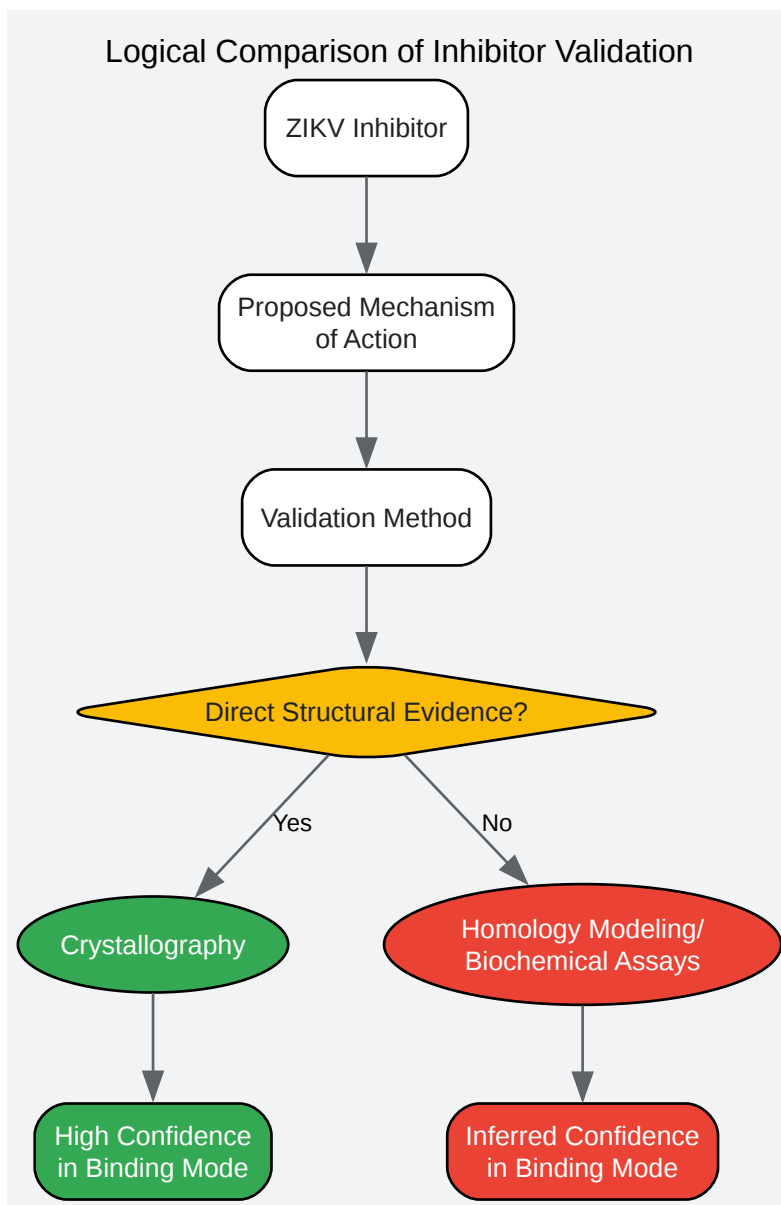 Logical Comparison of Inhibitor Validation
ZIKV Inhibitor
Proposed Mechanism
of Action
Validation Method
Direct Structural Evidence?
Yes
No
Crystallography
Homology Modeling/
Biochemical Assays
High Confidence
in Binding Mode
Inferred Confidence
in Binding Mode